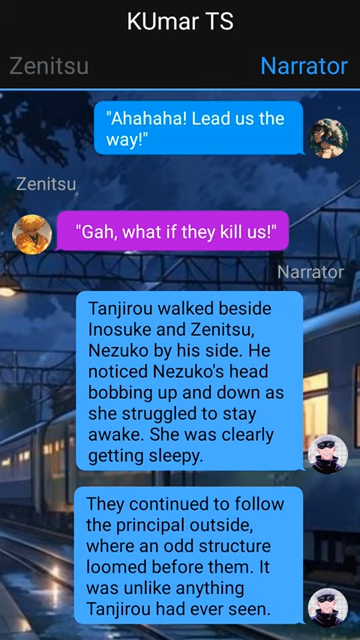 KUmar TS
Zenitsu
Narrator
"Ahahaha! Lead us the
way!"
Zenitsu
"Gah, what if they kill us!"
Narrator
Tanjirou walked beside
Inosuke and Zenitsu,
Nezuko by his side. He
noticed Nezuko's head
bobbing up and down as
she struggled to stay
awake. She was clearly
getting sleepy.
They continued to follow
the principal outside,
where an odd structure
loomed before them. It
was unlike anything
Tanjirou had ever seen.